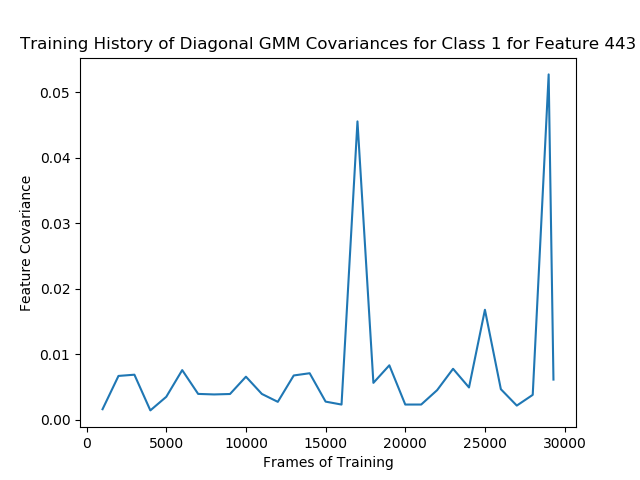 Training History of Diagonal GMM Covariances for Class 1 for Feature 443
0.05
0.04
0.03
0.02
0.01
0.00
Feature Covariance
0 5000 10000 15000 20000 25000 30000
Frames of Training